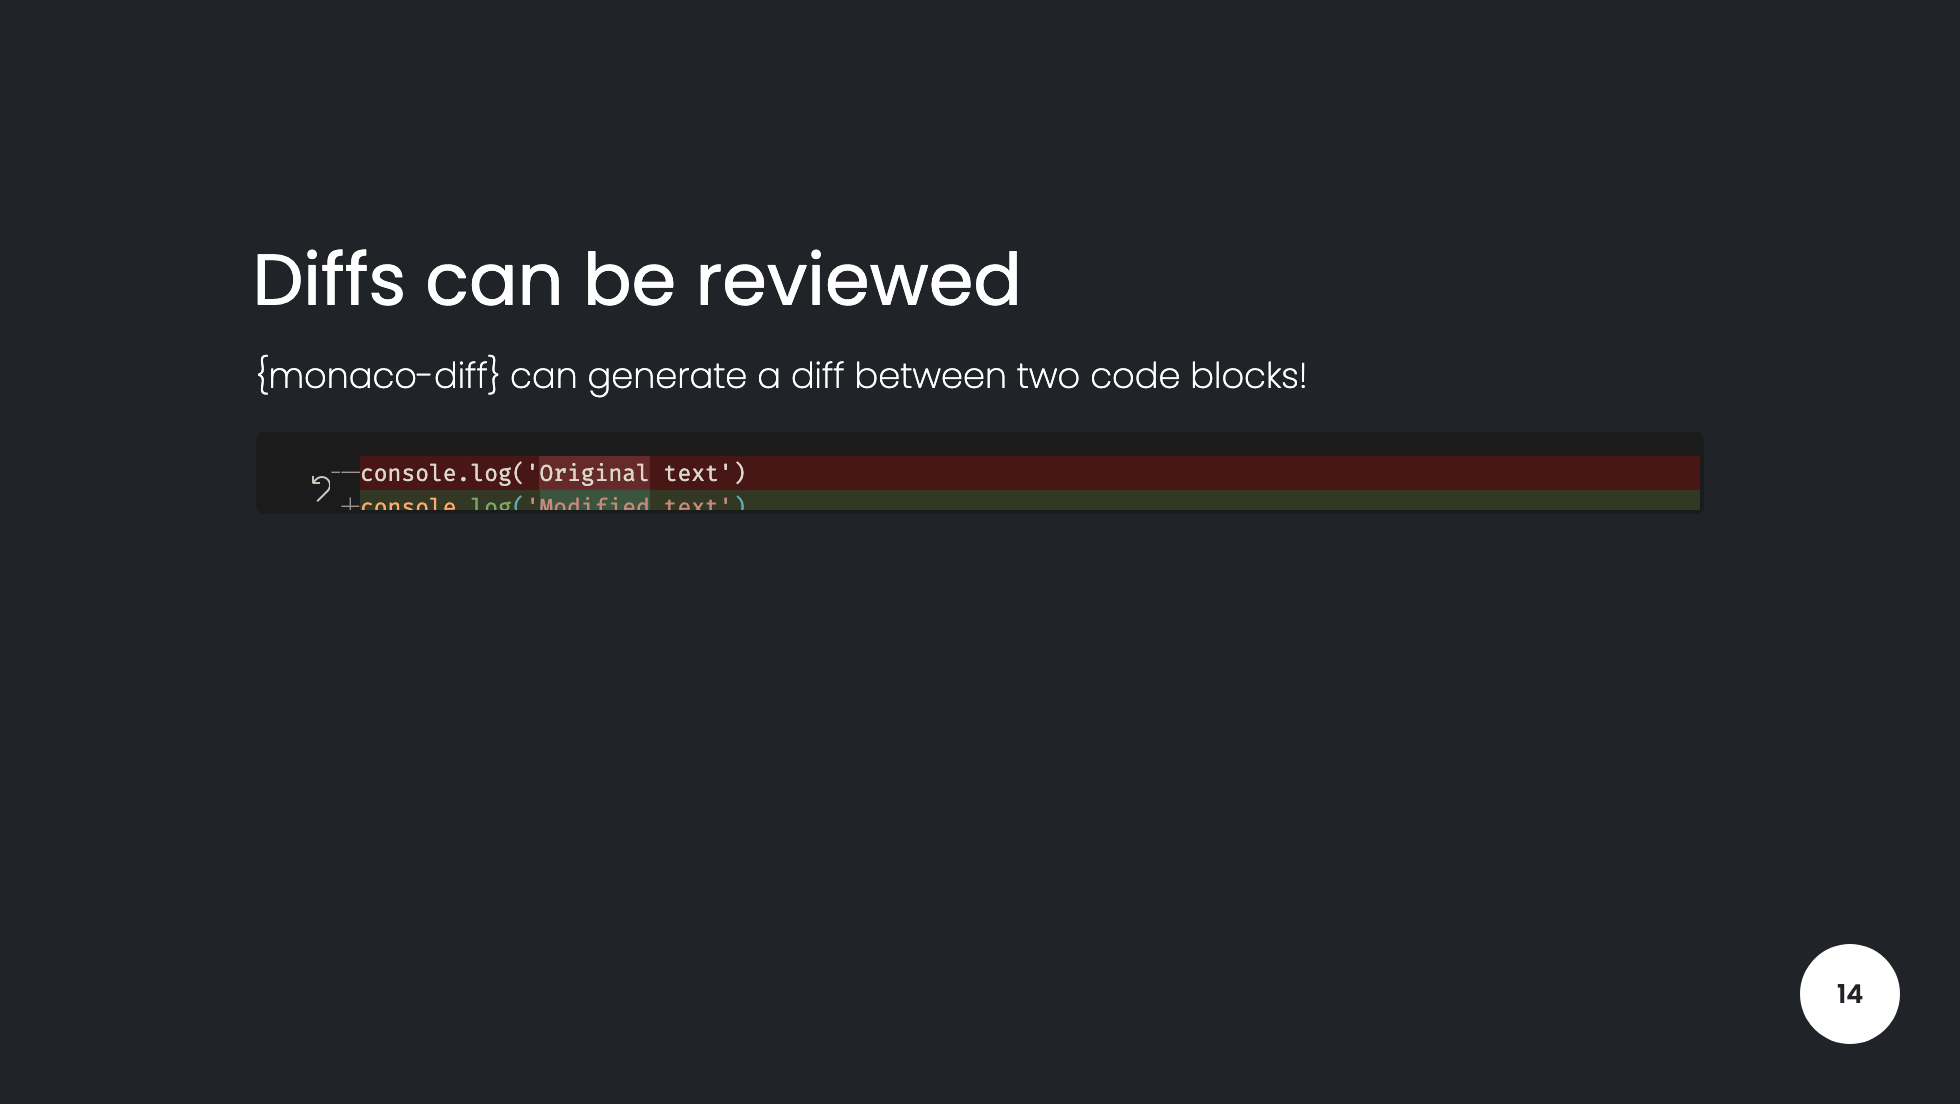 Diffs can be reviewed
{monaco-diff} can generate a diff between two code blocks!
console.log('Original text')
console.log('Modified text')
14